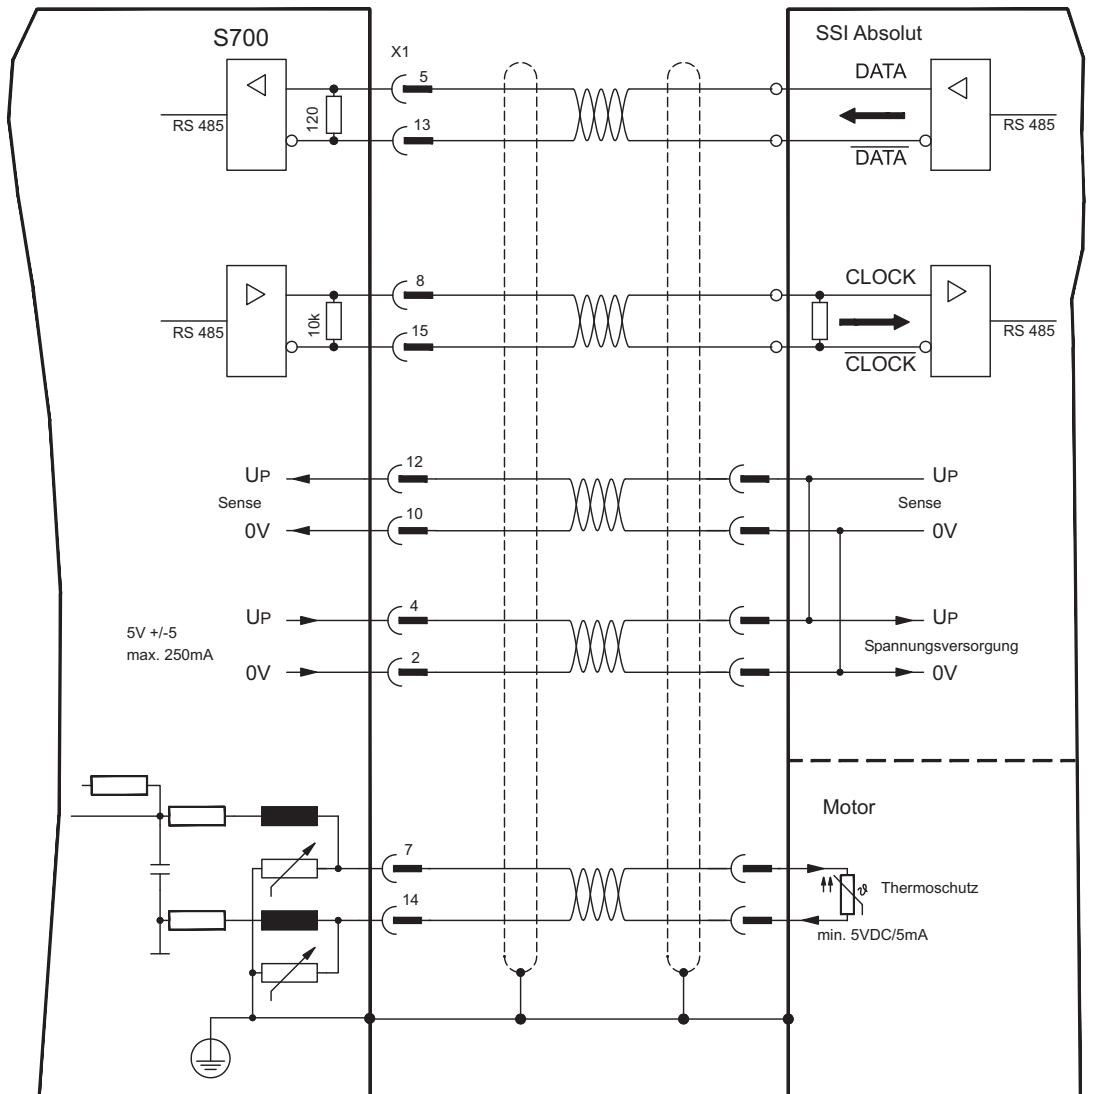 S700
SSI Absolut
X1
5
DATA
120
RS 485
RS 485
13
DATA
8
CLOCK
10k
RS 485
RS 485
15
CLOCK
UP
12
UP
Sense
Sense
0V
10
0V
UP
4
UP
5V +/-5
max. 250mA
Spannungsversorgung
0V
2
0V
Motor
7
ϑ
Thermoschutz
14
min. 5VDC/5mA